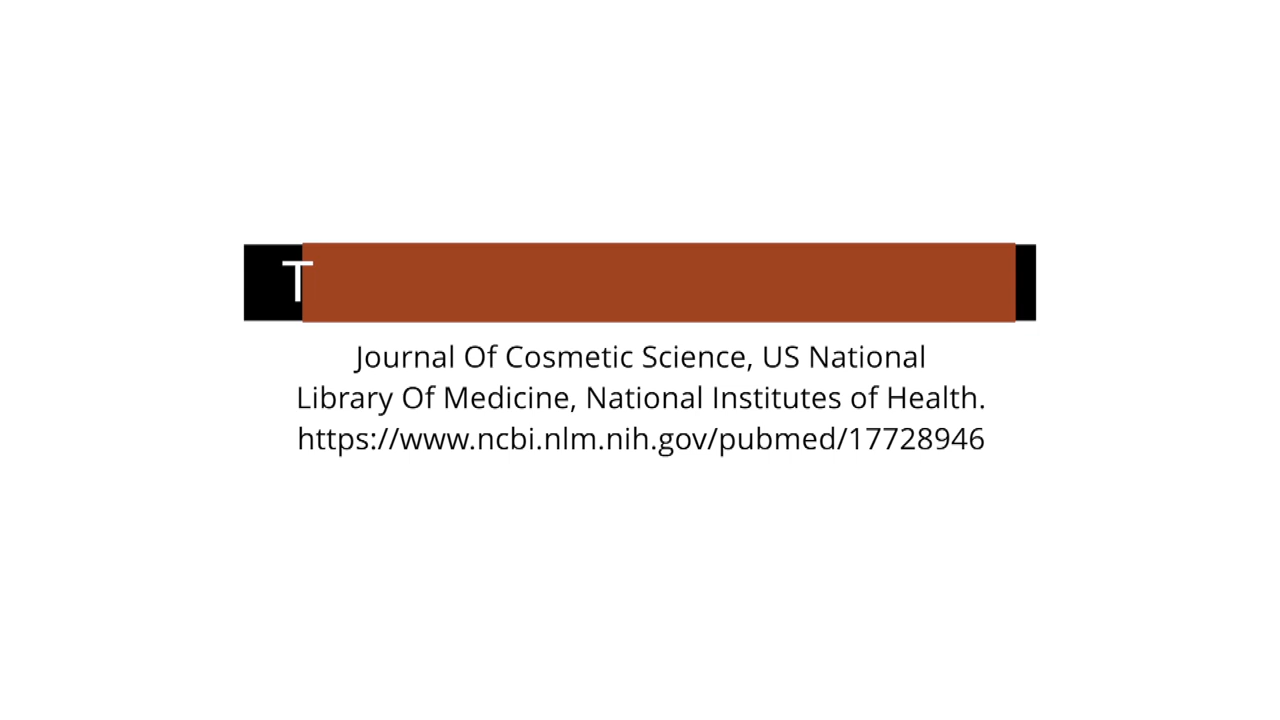 T
Journal Of Cosmetic Science, US National
Library Of Medicine, National Institutes of Health.
https://www.ncbi.nlm.nih.gov/pubmed/17728946